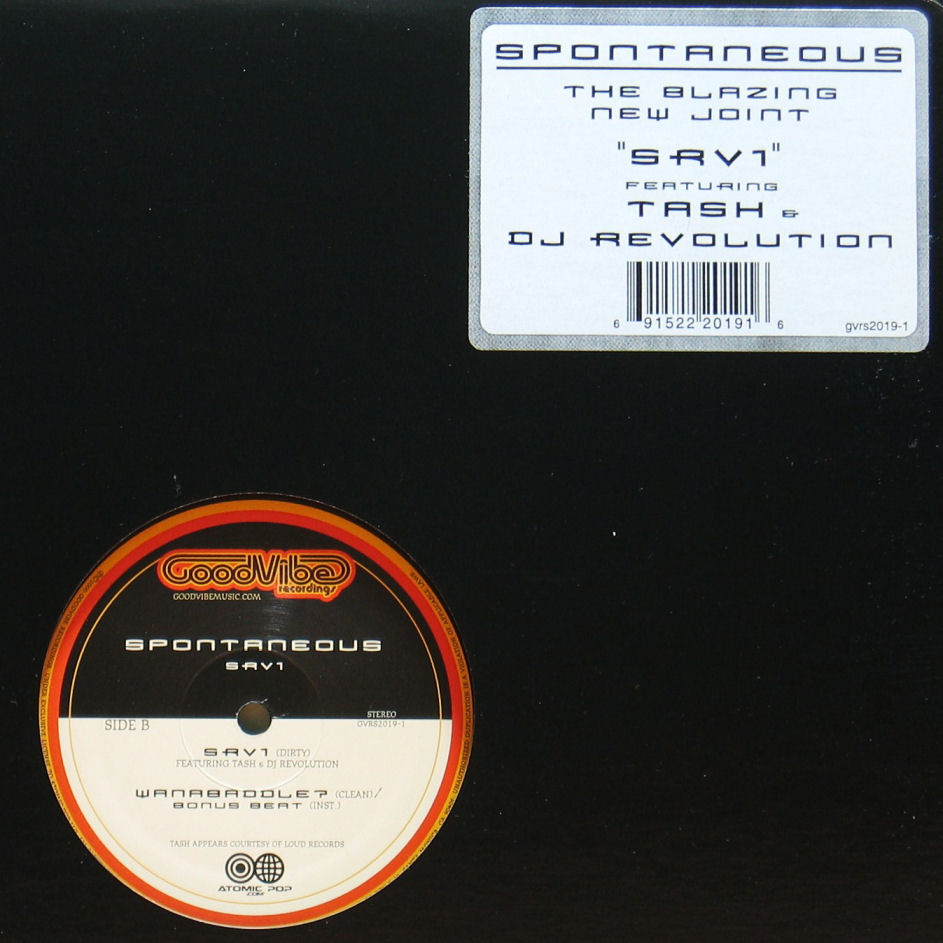 SPONTANEOUS
THE BLAZING
NEW JOINT
"SRV1"
FEATURING
TASH &
DJ REVOLUTION
6 91522 20191 6
gvrs2019-1
GoodVibe
recordings
GOODVIBEMUSIC.COM
SPONTANEOUS
SRV1
SIDE B
STEREO
GVRS2019-1
SRV1 (DIRTY)
FEATURING TASH & DJ REVOLUTION
WANABADDLE? (CLEAN)/
BONUS BEAT (INST.)
TASH APPEARS COURTESY OF LOUD RECORDS
ATOMIC POP
.COM